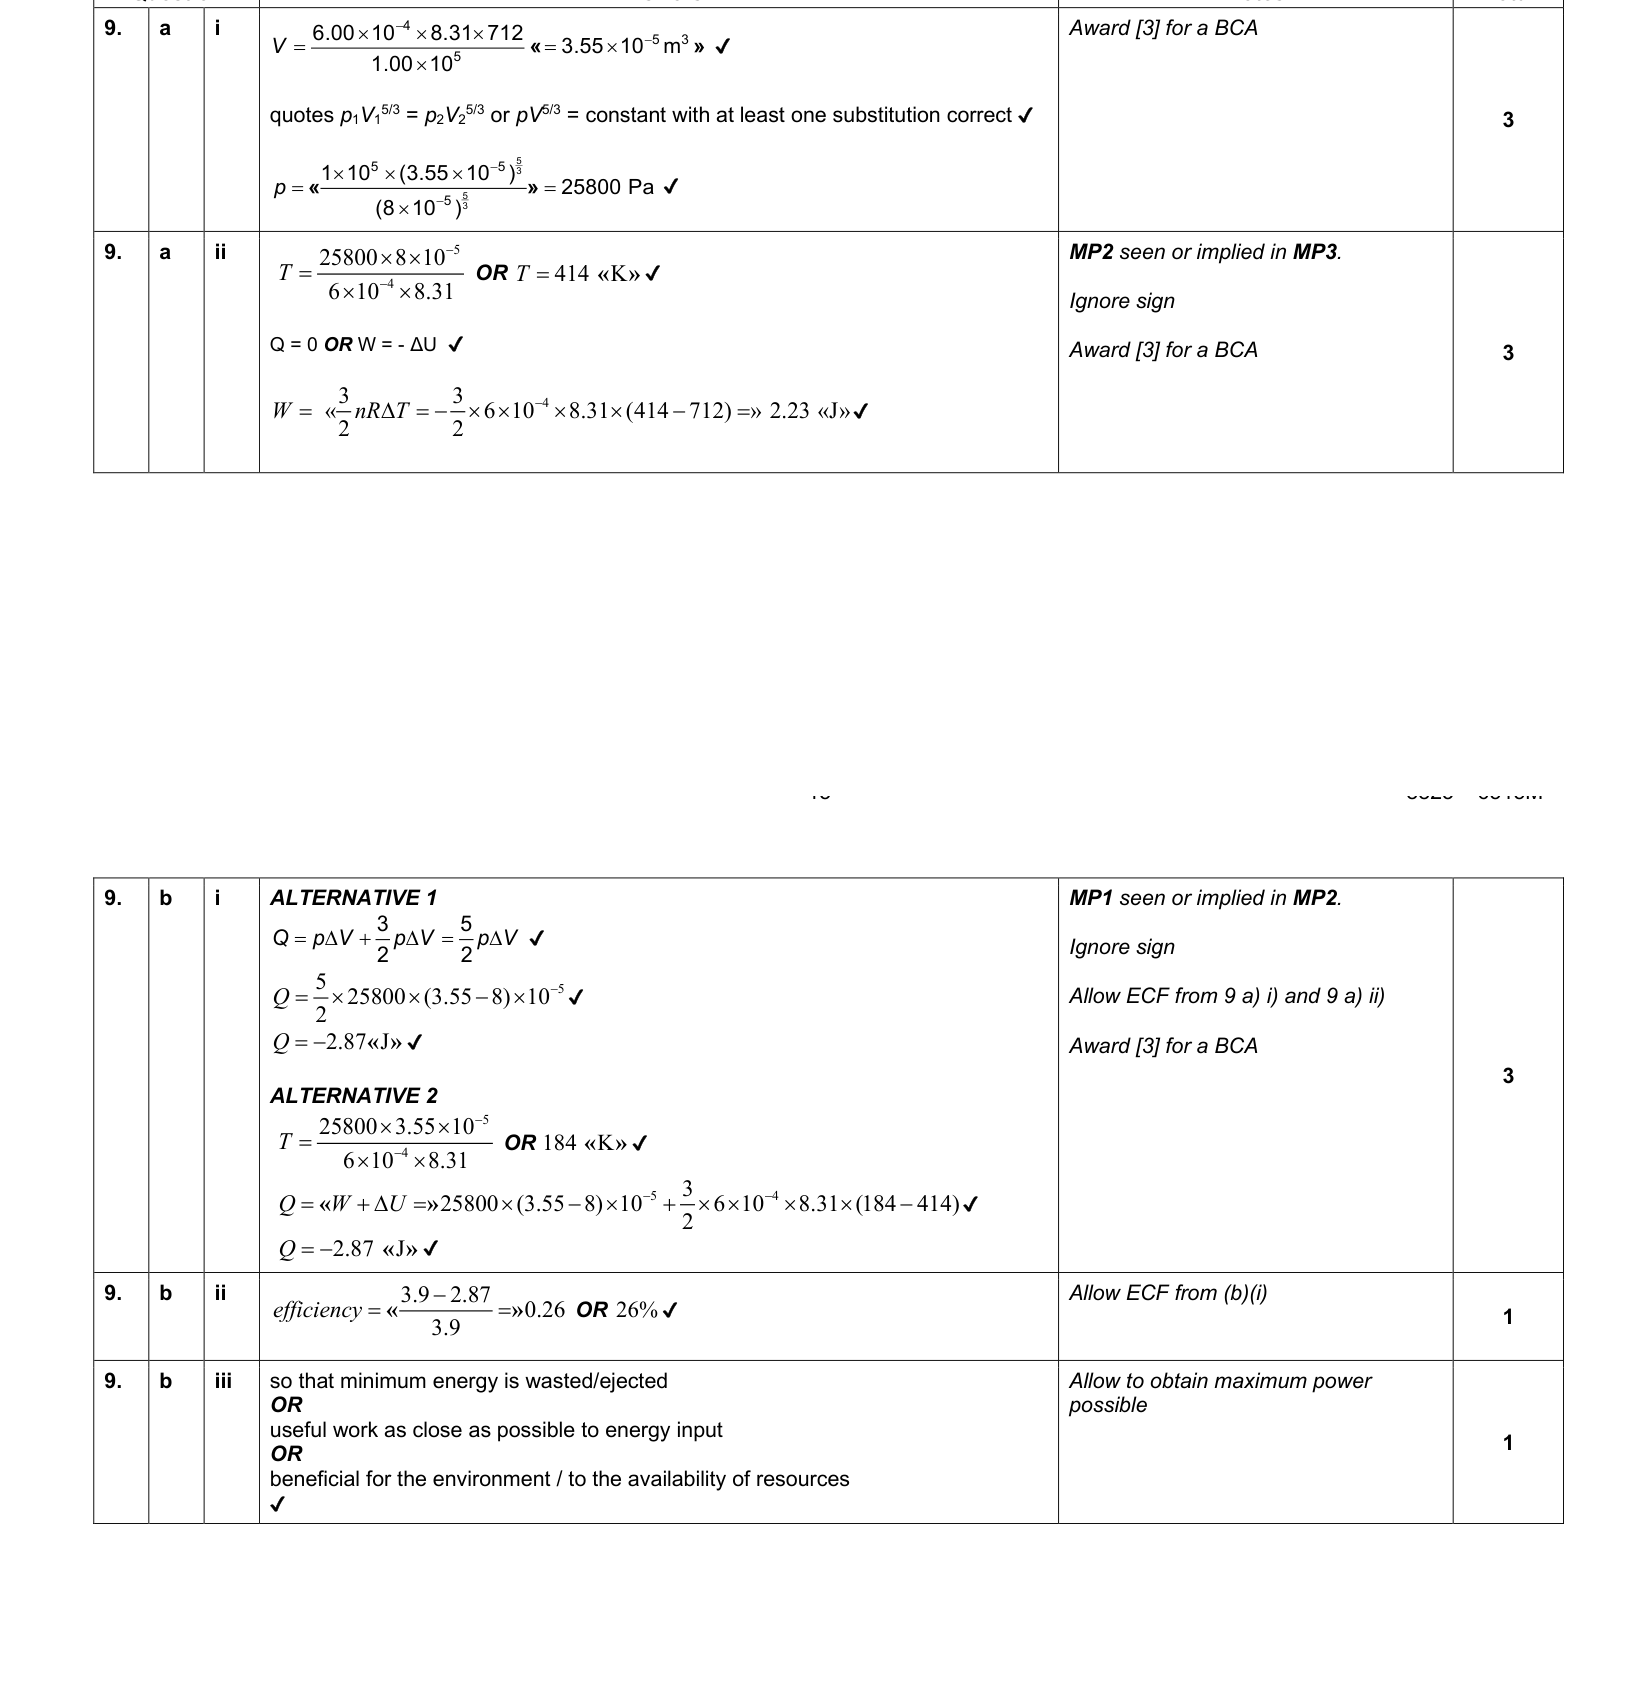 9. a i V = 6.00×10⁻⁴×8.31×712 / 1.00×10⁵ «= 3.55×10⁻⁵ m³ » ✓ Award [3] for a BCA
quotes p₁V₁^5/3 = p₂V₂^5/3 or pV^5/3 = constant with at least one substitution correct ✓ 3
p = « 1×10⁵ ×(3.55×10⁻⁵)^5/3 / (8×10⁻⁵)^5/3 » = 25800 Pa ✓
9. a ii T = 25800×8×10⁻⁵ / 6×10⁻⁴×8.31 OR T = 414 «K» ✓ MP2 seen or implied in MP3.
Ignore sign
Q = 0 OR W = - ΔU ✓ Award [3] for a BCA 3
W = «3/2 nRΔT = −3/2 ×6×10⁻⁴×8.31×(414−712) =» 2.23 «J» ✓
9. b i ALTERNATIVE 1 MP1 seen or implied in MP2.
Q = pΔV + 3/2 pΔV = 5/2 pΔV ✓ Ignore sign
Q = 5/2 ×25800×(3.55−8)×10⁻⁵ ✓ Allow ECF from 9 a) i) and 9 a) ii)
Q = −2.87«J» ✓ Award [3] for a BCA
3
ALTERNATIVE 2
T = 25800×3.55×10⁻⁵ / 6×10⁻⁴×8.31 OR 184 «K» ✓
Q = «W + ΔU =»25800×(3.55−8)×10⁻⁵ + 3/2 ×6×10⁻⁴×8.31×(184−414) ✓
Q = −2.87 «J» ✓
9. b ii efficiency = « 3.9−2.87 / 3.9 =»0.26 OR 26% ✓ Allow ECF from (b)(i) 1
9. b iii so that minimum energy is wasted/ejected Allow to obtain maximum power
OR possible
useful work as close as possible to energy input
OR 1
beneficial for the environment / to the availability of resources
✓